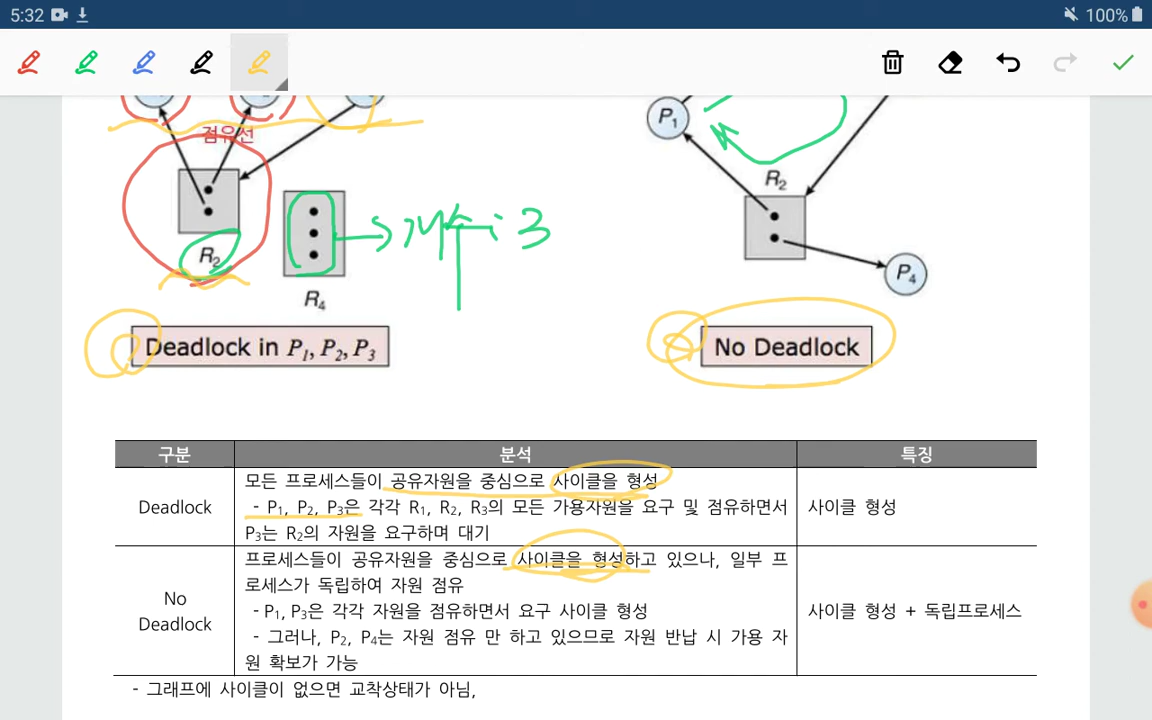 5:32
100%
점유선
P1
R2
R2
개수 : 3
P4
R4
Deadlock in P1, P2, P3
No Deadlock
구분 분석 특징
모든 프로세스들이 공유자원을 중심으로 사이클을 형성
Deadlock
- P1, P2, P3은 각각 R1, R2, R3의 모든 가용자원을 요구 및 점유하면서
사이클 형성
P3는 R2의 자원을 요구하며 대기
프로세스들이 공유자원을 중심으로 사이클을 형성하고 있으나, 일부 프
로세스가 독립하여 자원 점유
No
Deadlock
- P1, P3은 각각 자원을 점유하면서 요구 사이클 형성
사이클 형성 + 독립프로세스
- 그러나, P2, P4는 자원 점유 만 하고 있으므로 자원 반납 시 가용 자
원 확보가 가능
- 그래프에 사이클이 없으면 교착상태가 아님,